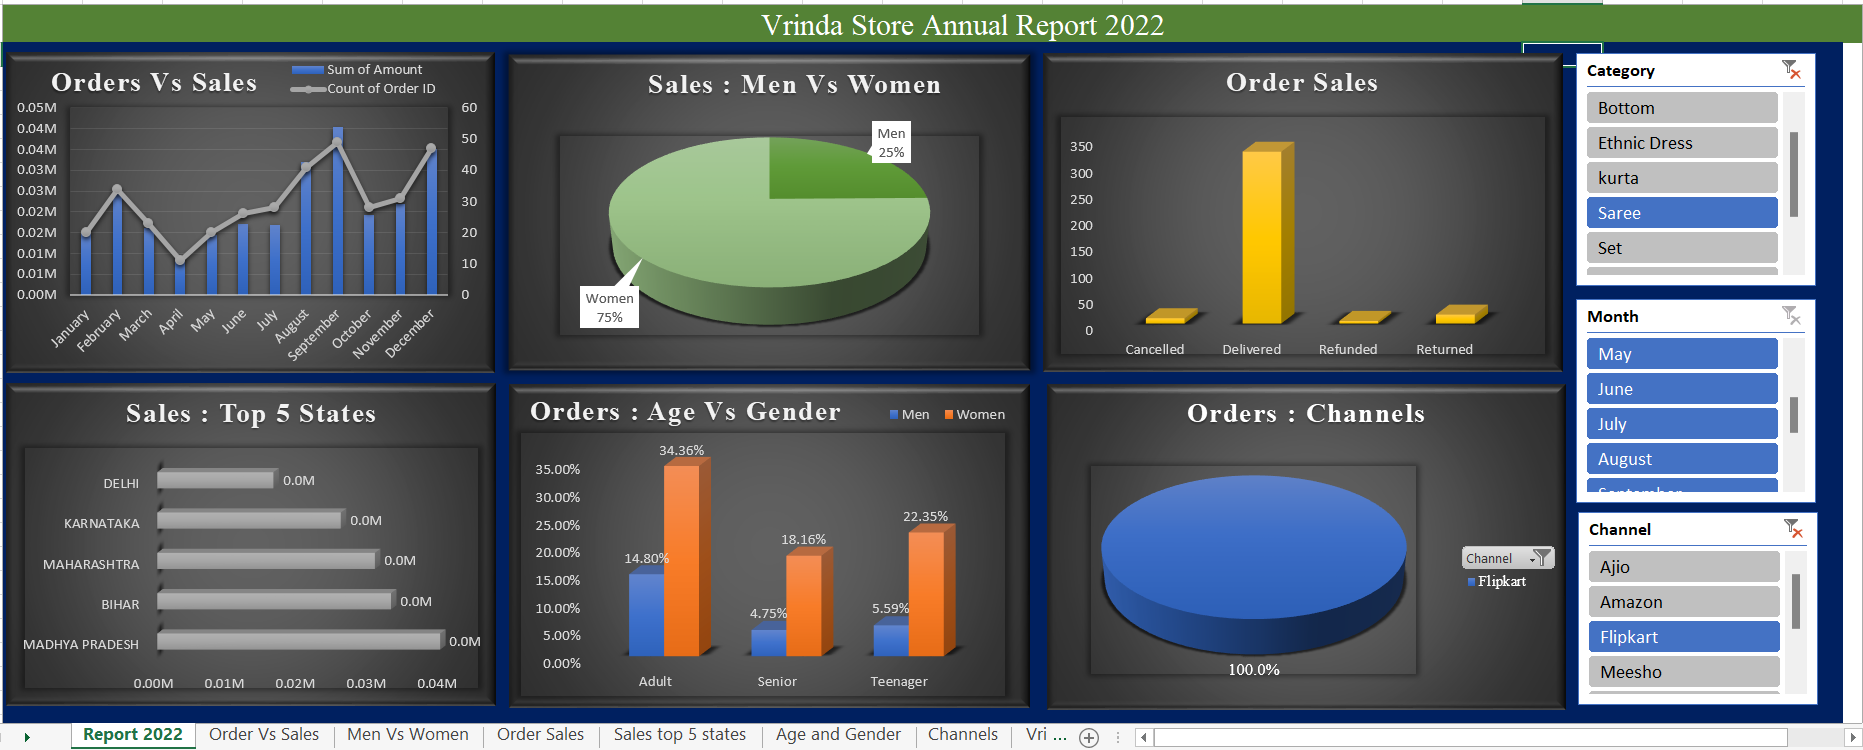 Vrinda Store Annual Report 2022
Orders Vs Sales
Sum of Amount
Count of Order ID
0.05M
0.04M
0.04M
0.03M
0.03M
0.02M
0.02M
0.01M
0.01M
0.00M
60
50
40
30
20
10
0
January
February
March
April
May
June
July
August
September
October
November
December
Sales : Men Vs Women
Men
25%
Women
75%
Order Sales
350
300
250
200
150
100
50
0
Cancelled Delivered Refunded Returned
Category
Bottom
Ethnic Dress
kurta
Saree
Set
Month
May
June
July
August
September
Channel
Ajio
Amazon
Flipkart
Meesho
Sales : Top 5 States
DELHI 0.0M
KARNATAKA 0.0M
MAHARASHTRA 0.0M
BIHAR 0.0M
MADHYA PRADESH 0.0M
0.00M 0.01M 0.02M 0.03M 0.04M
Orders : Age Vs Gender
Men Women
35.00%
30.00%
25.00%
20.00%
15.00%
10.00%
5.00%
0.00%
14.80%
34.36%
4.75%
18.16%
5.59%
22.35%
Adult Senior Teenager
Orders : Channels
Channel
Flipkart
100.0%
Report 2022 Order Vs Sales Men Vs Women Order Sales Sales top 5 states Age and Gender Channels Vri ...